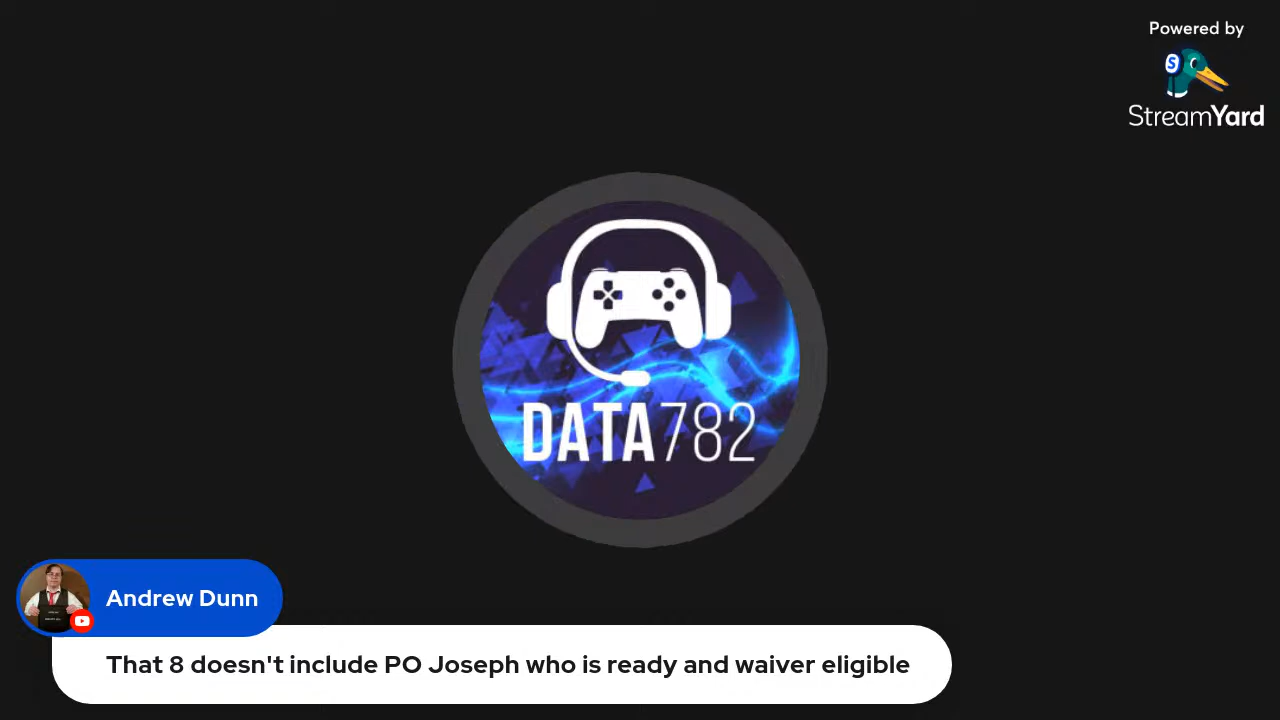 Powered by
S
StreamYard
DATA782
Andrew Dunn
That 8 doesn't include PO Joseph who is ready and waiver eligible